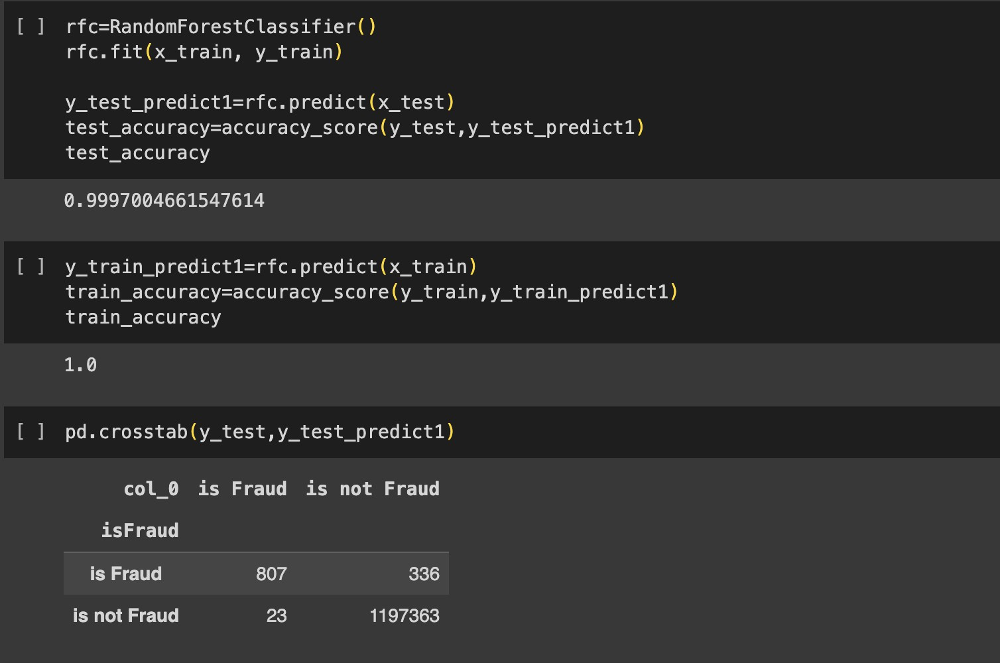 [ ] rfc=RandomForestClassifier()
rfc.fit(x_train, y_train)
y_test_predict1=rfc.predict(x_test)
test_accuracy=accuracy_score(y_test,y_test_predict1)
test_accuracy
0.9997004661547614
[ ] y_train_predict1=rfc.predict(x_train)
train_accuracy=accuracy_score(y_train,y_train_predict1)
train_accuracy
1.0
[ ] pd.crosstab(y_test,y_test_predict1)
col_0 is Fraud is not Fraud
isFraud
is Fraud 807 336
is not Fraud 23 1197363